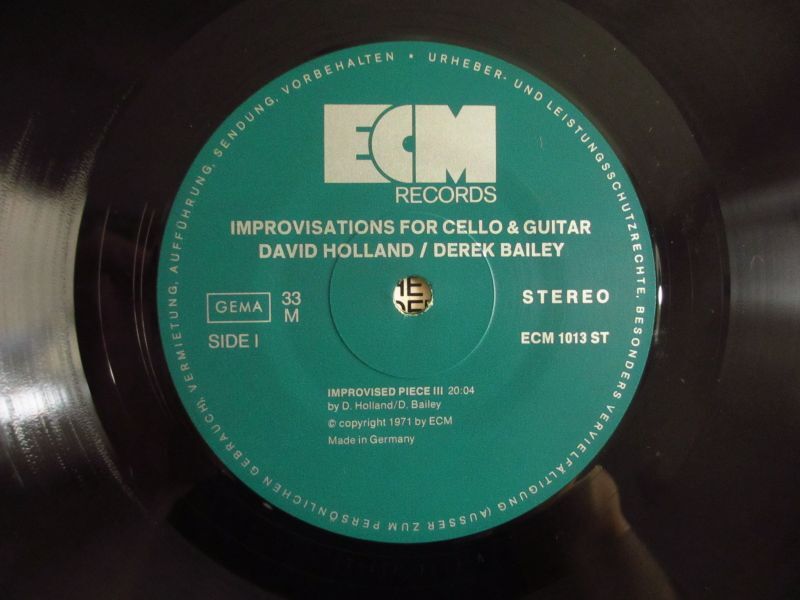 URHEBER- UND LEISTUNGSSCHUTZRECHTE, BESONDERS VERVIELFÄLTIGUNG (AUSSER ZUM PERSÖNLICHEN GEBRAUCH), VERMIETUNG, AUFFÜHRUNG, SENDUNG, VORBEHALTEN •
ECM
RECORDS
IMPROVISATIONS FOR CELLO & GUITAR
DAVID HOLLAND / DEREK BAILEY
GEMA 33 STEREO
M
SIDE I ECM 1013 ST
IMPROVISED PIECE III 20:04
by D. Holland/D. Bailey
© copyright 1971 by ECM
Made in Germany